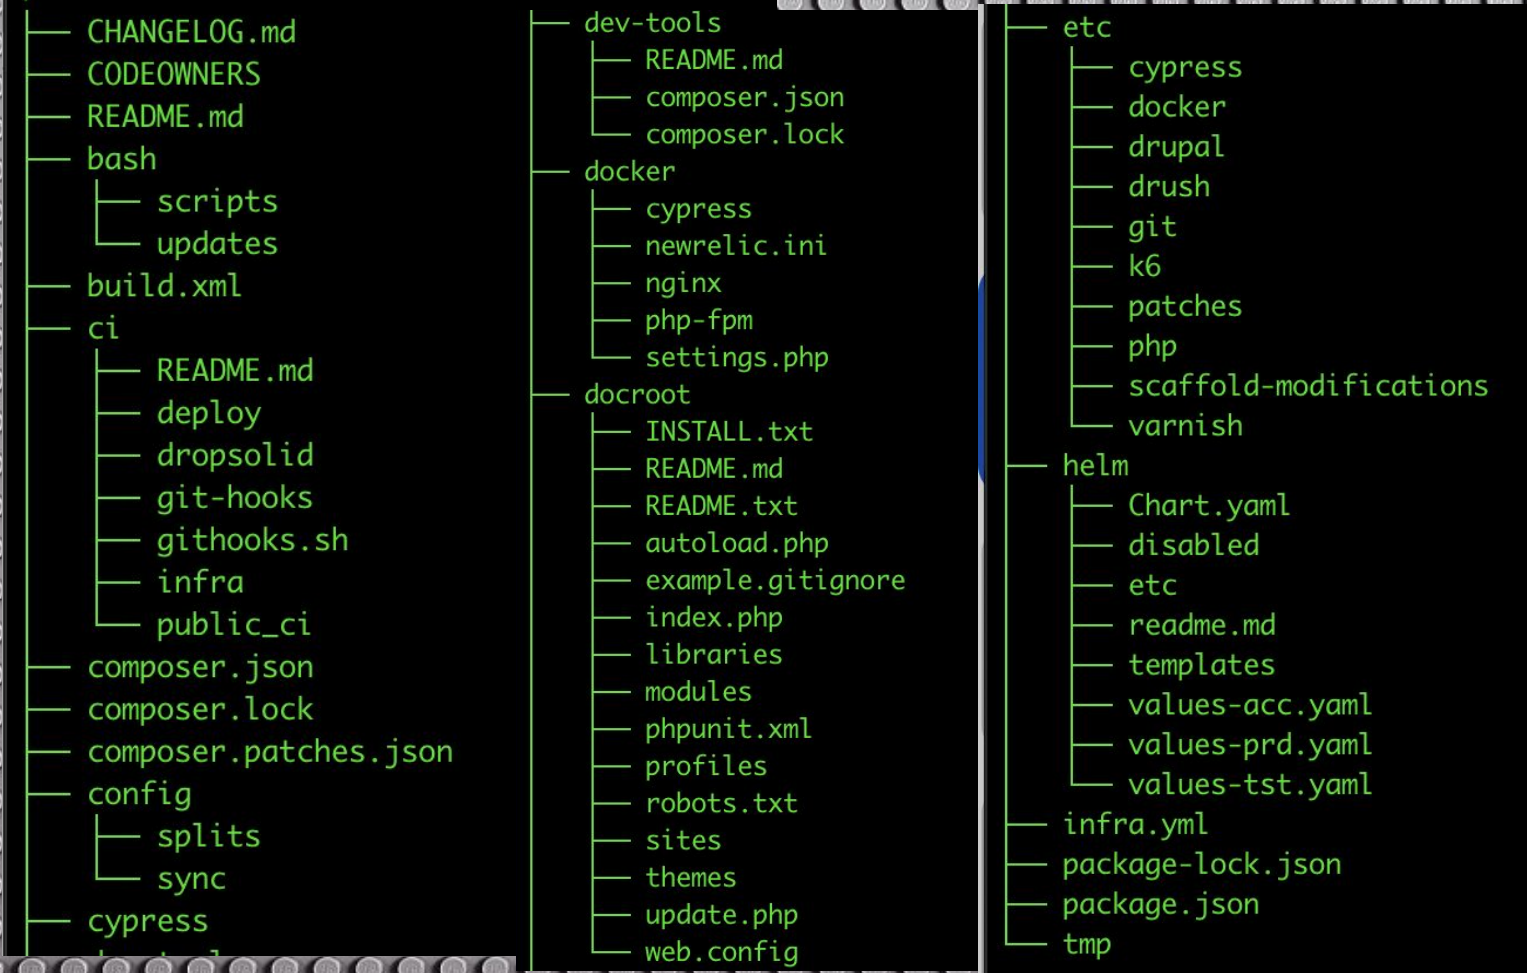 CHANGELOG.md
CODEOWNERS
README.md
bash
scripts
updates
build.xml
ci
README.md
deploy
dropsolid
git-hooks
githooks.sh
infra
public_ci
composer.json
composer.lock
composer.patches.json
config
splits
sync
cypress
dev-tools
README.md
composer.json
composer.lock
docker
cypress
newrelic.ini
nginx
php-fpm
settings.php
docroot
INSTALL.txt
README.md
README.txt
autoload.php
example.gitignore
index.php
libraries
modules
phpunit.xml
profiles
robots.txt
sites
themes
update.php
web.config
etc
cypress
docker
drupal
drush
git
k6
patches
php
scaffold-modifications
varnish
helm
Chart.yaml
disabled
etc
readme.md
templates
values-acc.yaml
values-prd.yaml
values-tst.yaml
infra.yml
package-lock.json
package.json
tmp